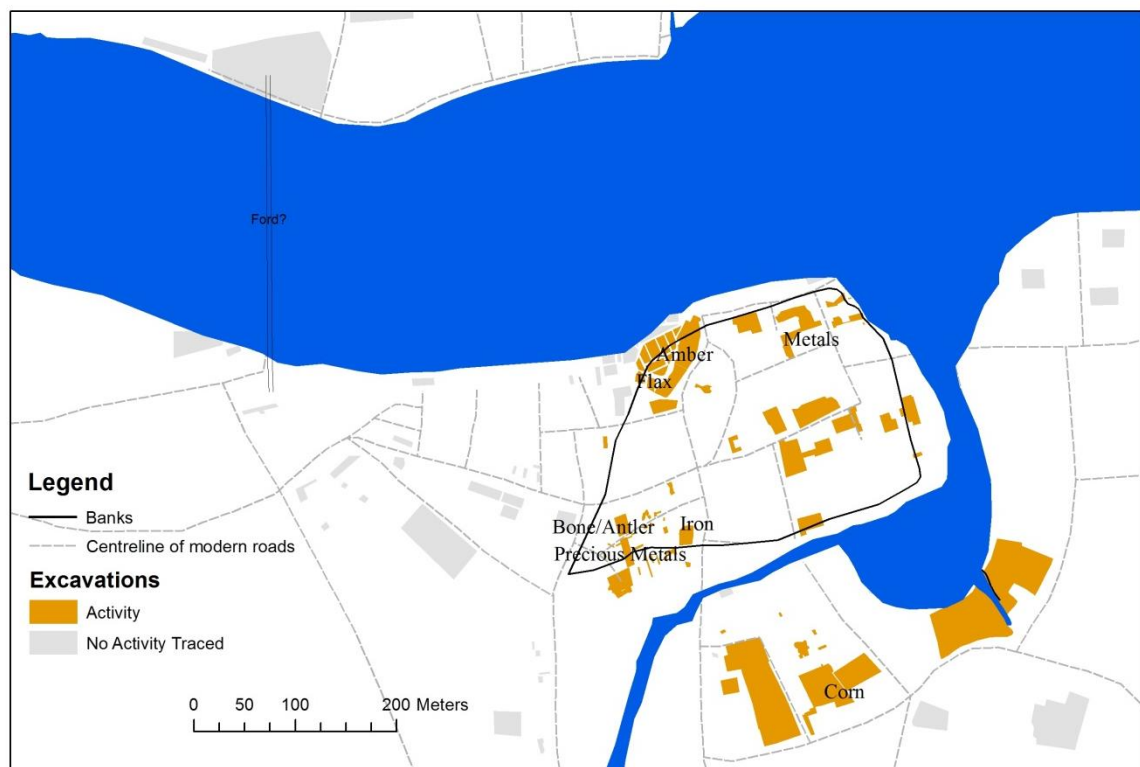 Ford?
Metals
Amber
Flax
Bone/Antler
Iron
Precious Metals
Corn
Legend
Banks
Centreline of modern roads
Excavations
Activity
No Activity Traced
0 50 100 200 Meters